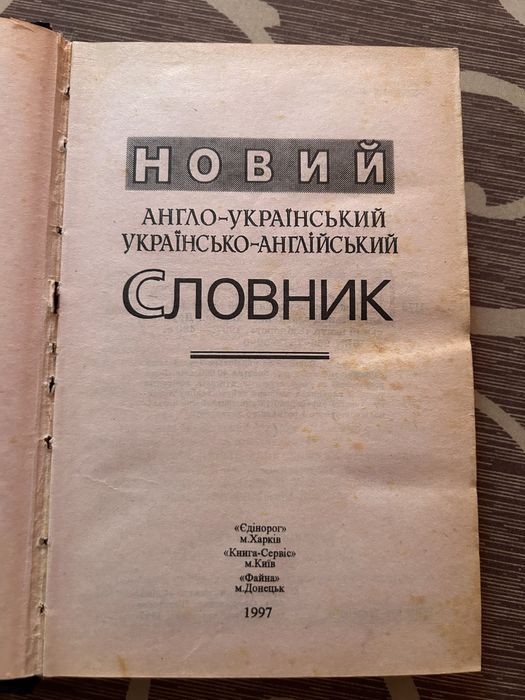 НОВИЙ
АНГЛО-УКРАЇНСЬКИЙ
УКРАЇНСЬКО-АНГЛІЙСЬКИЙ
СЛОВНИК
«Єдінорог»
м.Харків
«Книга-Сервіс»
м.Київ
«Файна»
м.Донецьк
1997